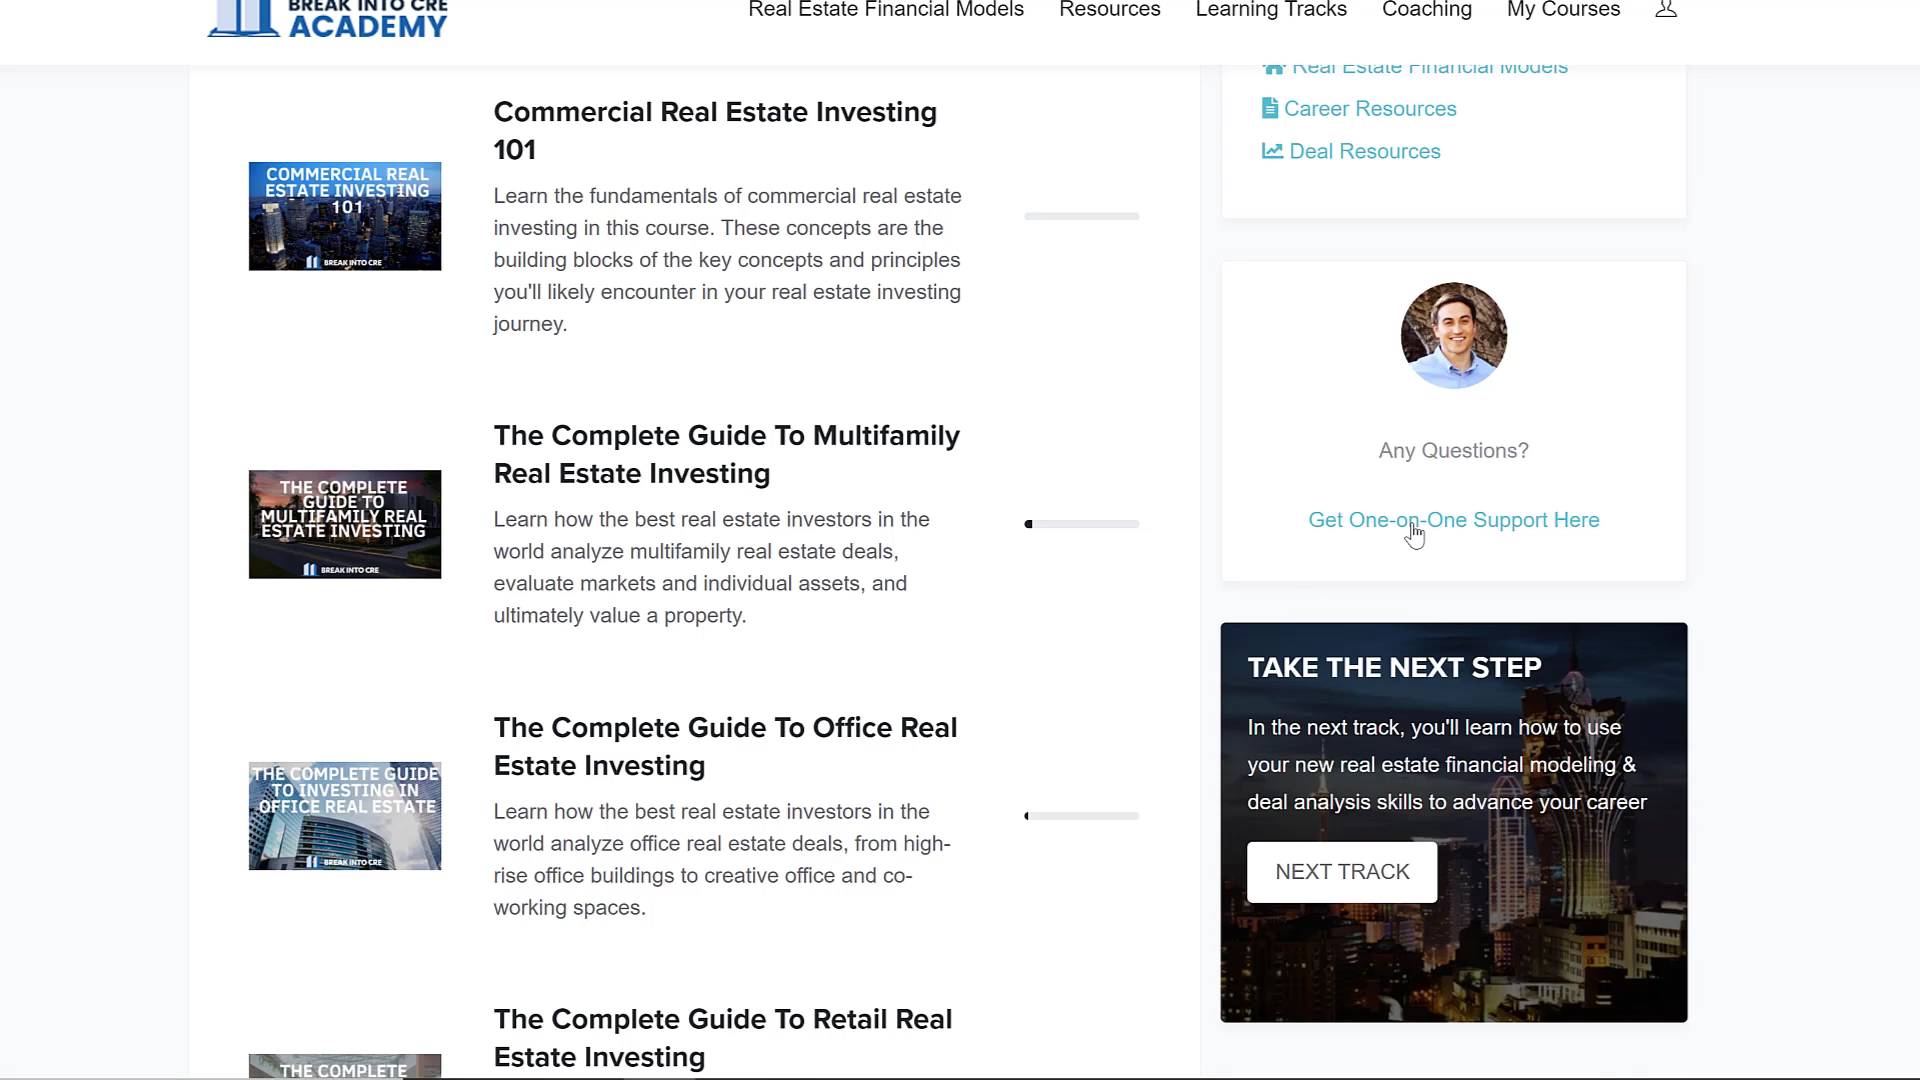 BREAK INTO CRE
ACADEMY
Real Estate Financial Models
Resources
Learning Tracks
Coaching
My Courses
COMMERCIAL REAL
ESTATE INVESTING
101
BREAK INTO CRE
Commercial Real Estate Investing
101
Learn the fundamentals of commercial real estate
investing in this course. These concepts are the
building blocks of the key concepts and principles
you'll likely encounter in your real estate investing
journey.
THE COMPLETE
GUIDE TO
MULTIFAMILY REAL
ESTATE INVESTING
BREAK INTO CRE
The Complete Guide To Multifamily
Real Estate Investing
Learn how the best real estate investors in the
world analyze multifamily real estate deals,
evaluate markets and individual assets, and
ultimately value a property.
THE COMPLETE GUIDE
TO INVESTING IN
OFFICE REAL ESTATE
BREAK INTO CRE
The Complete Guide To Office Real
Estate Investing
Learn how the best real estate investors in the
world analyze office real estate deals, from high-
rise office buildings to creative office and co-
working spaces.
THE COMPLETE
The Complete Guide To Retail Real
Estate Investing
Real Estate Financial Models
Career Resources
Deal Resources
Any Questions?
Get One-on-One Support Here
TAKE THE NEXT STEP
In the next track, you'll learn how to use
your new real estate financial modeling &
deal analysis skills to advance your career
NEXT TRACK